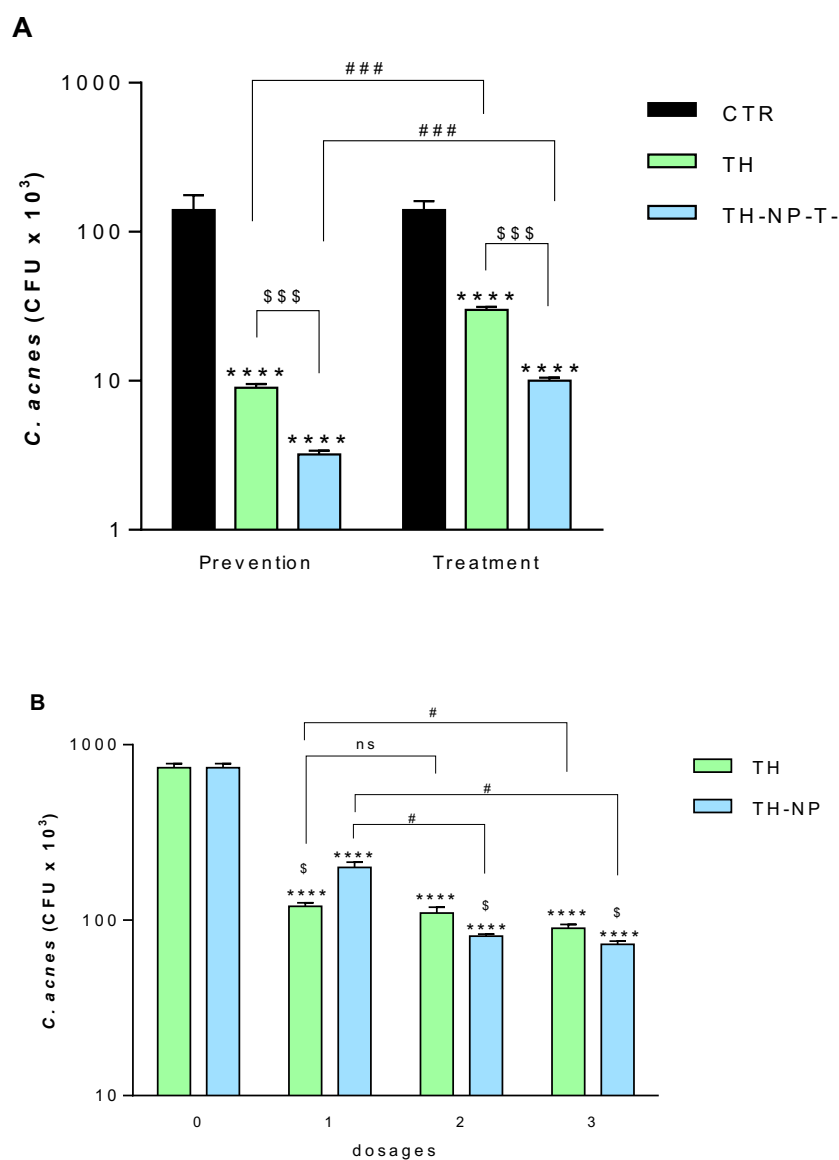 A
###
1000
CTR
###
TH
TH-NP-T-
C. acnes (CFU x 10³)
100
$$$
$$$
****
****
****
10
****
1
Prevention Treatment
B
#
1000
ns
TH
#
TH-NP
#
****
$
****
****
$
****
****
$
****
C. acnes (CFU x 10³)
100
10
0 1 2 3
dosages